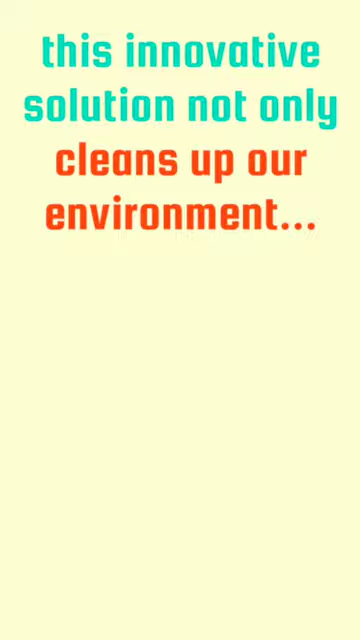 this innovative
solution not only
cleans up our
environment...